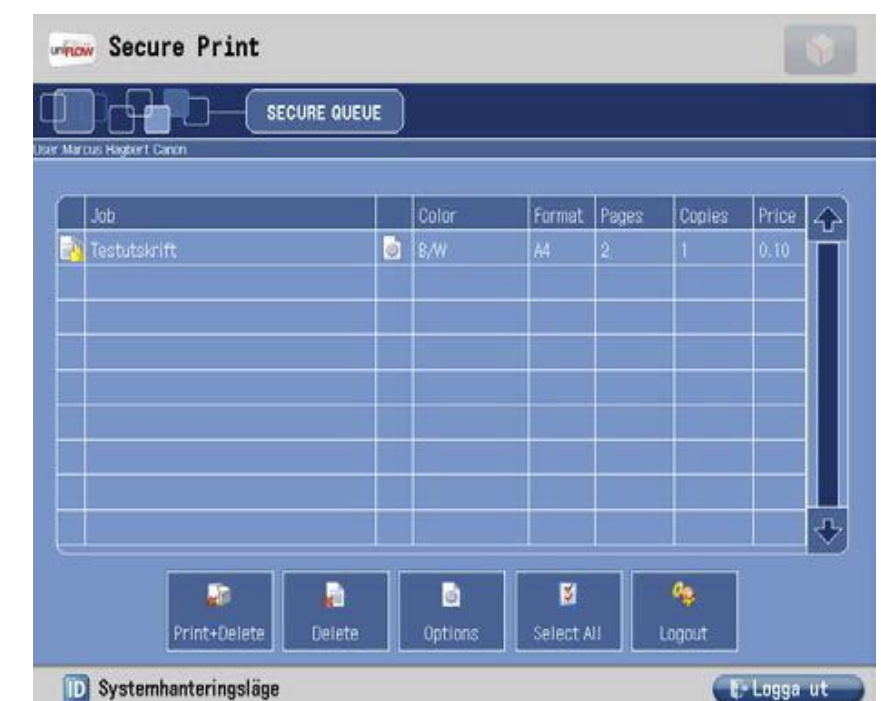 uniFLOW Secure Print
SECURE QUEUE
User Marcus Hagbert Canon
Job Color Format Pages Copies Price
Testutskrift B/W A4 2 1 0.10
Print+Delete Delete Options Select All Logout
ID Systemhanteringsläge Logga ut